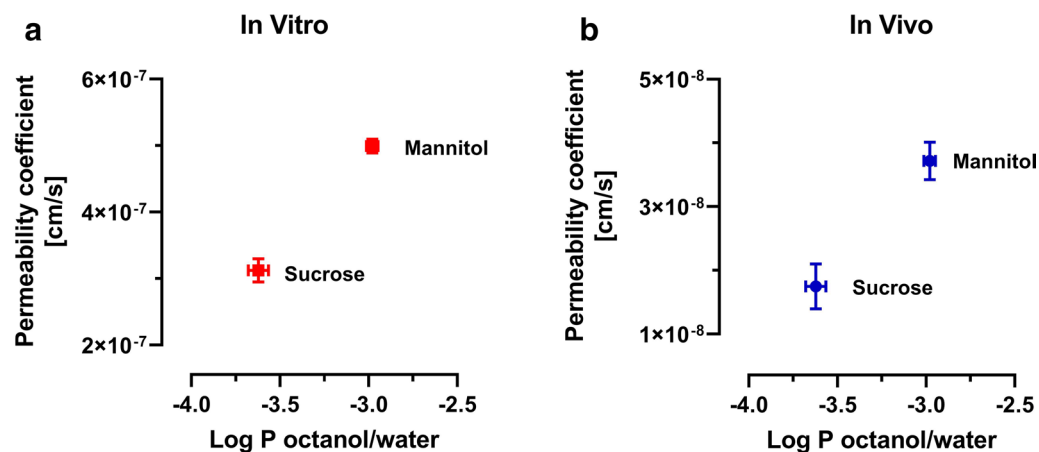 a
In Vitro
Permeability coefficient
[cm/s]
6×10⁻⁷
4×10⁻⁷
2×10⁻⁷
Mannitol
Sucrose
-4.0 -3.5 -3.0 -2.5
Log P octanol/water
b
In Vivo
Permeability coefficient
[cm/s]
5×10⁻⁸
3×10⁻⁸
1×10⁻⁸
Mannitol
Sucrose
-4.0 -3.5 -3.0 -2.5
Log P octanol/water